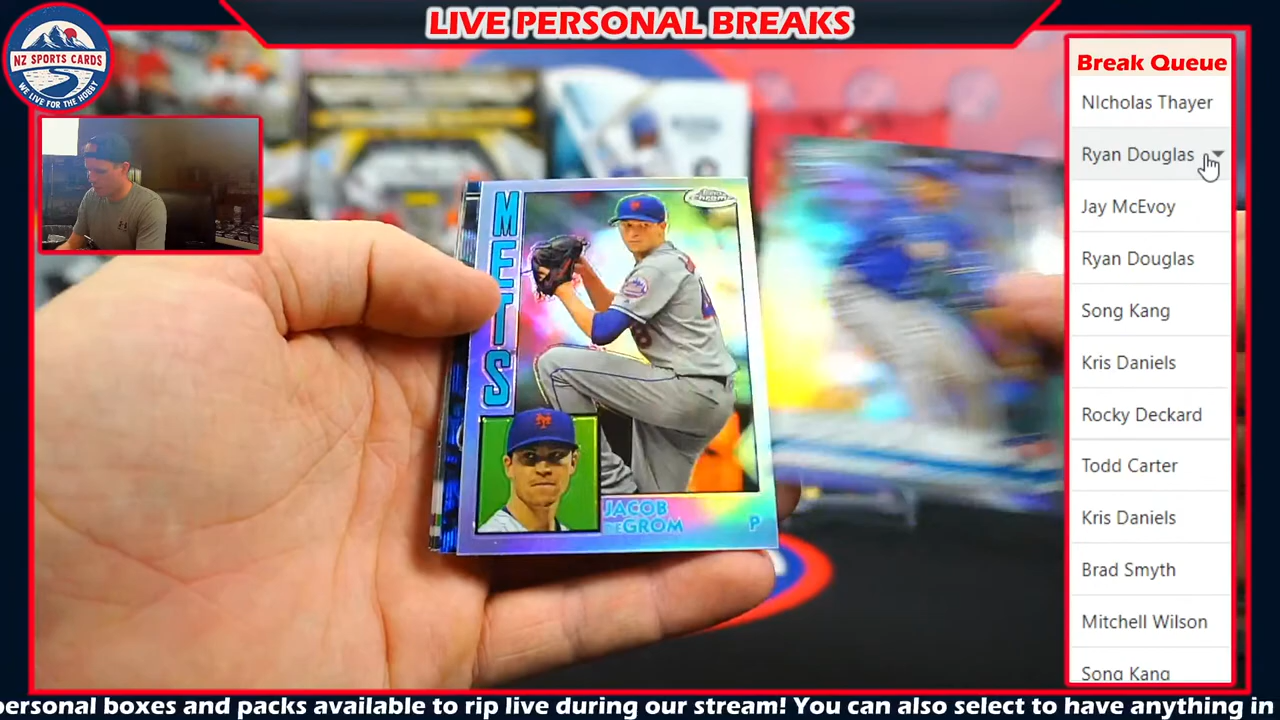 LIVE PERSONAL BREAKS
NZ SPORTS CARDS
WE LIVE FOR THE HOBBY
Break Queue
NIcholas Thayer
Ryan Douglas
Jay McEvoy
Ryan Douglas
Song Kang
Kris Daniels
Rocky Deckard
Todd Carter
Kris Daniels
Brad Smyth
Mitchell Wilson
Song Kang
METS
JACOB
DEGROM
P
personal boxes and packs available to rip live during our stream! You can also select to have anything in